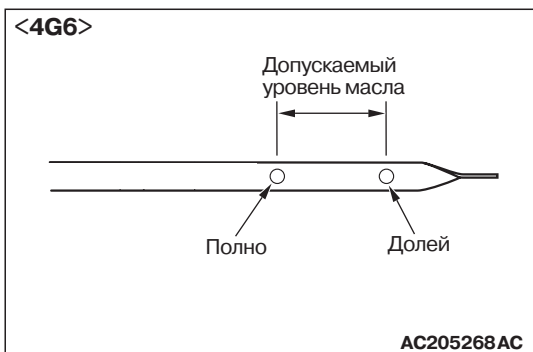 <4G6>
Допускаемый
уровень масла
Полно
Долей
AC205268AC